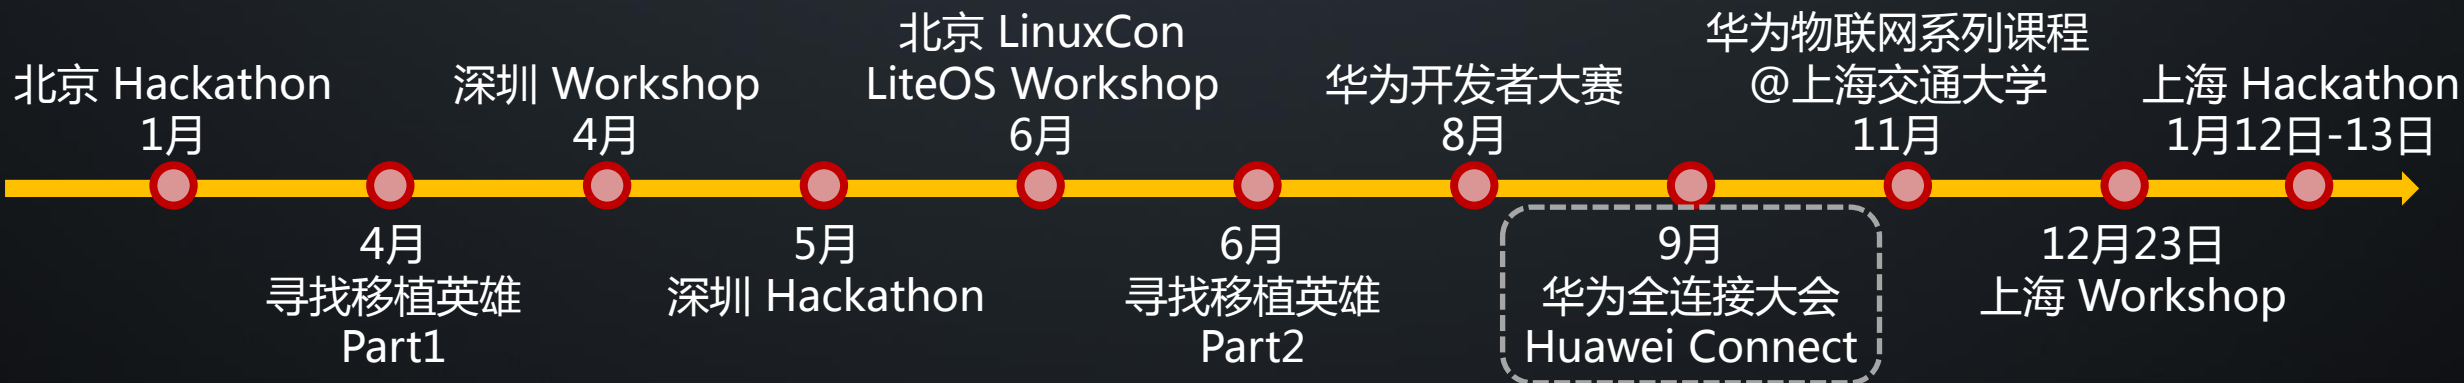 北京 Hackathon
1月
4月
寻找移植英雄
Part1
深圳 Workshop
4月
5月
深圳 Hackathon
北京 LinuxCon
LiteOS Workshop
6月
6月
寻找移植英雄
Part2
华为开发者大赛
8月
9月
华为全连接大会
Huawei Connect
华为物联网系列课程
@上海交通大学
11月
12月23日
上海 Workshop
上海 Hackathon
1月12日-13日